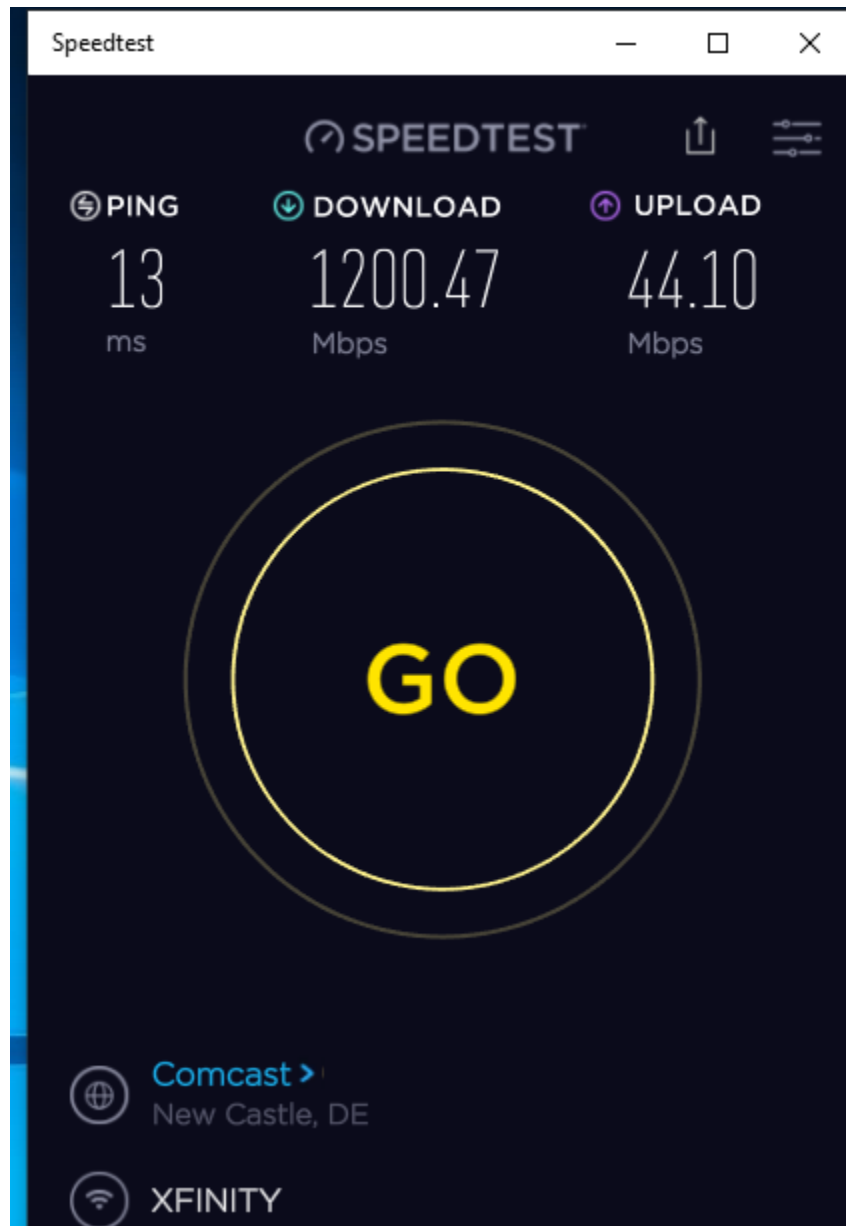 Speedtest
SPEEDTEST
PING DOWNLOAD UPLOAD
13 1200.47 44.10
ms Mbps Mbps
GO
Comcast >
New Castle, DE
XFINITY